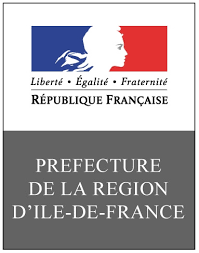 Liberté • Égalité • Fraternité
RÉPUBLIQUE FRANÇAISE
PREFECTURE
DE LA REGION
D'ILE-DE-FRANCE